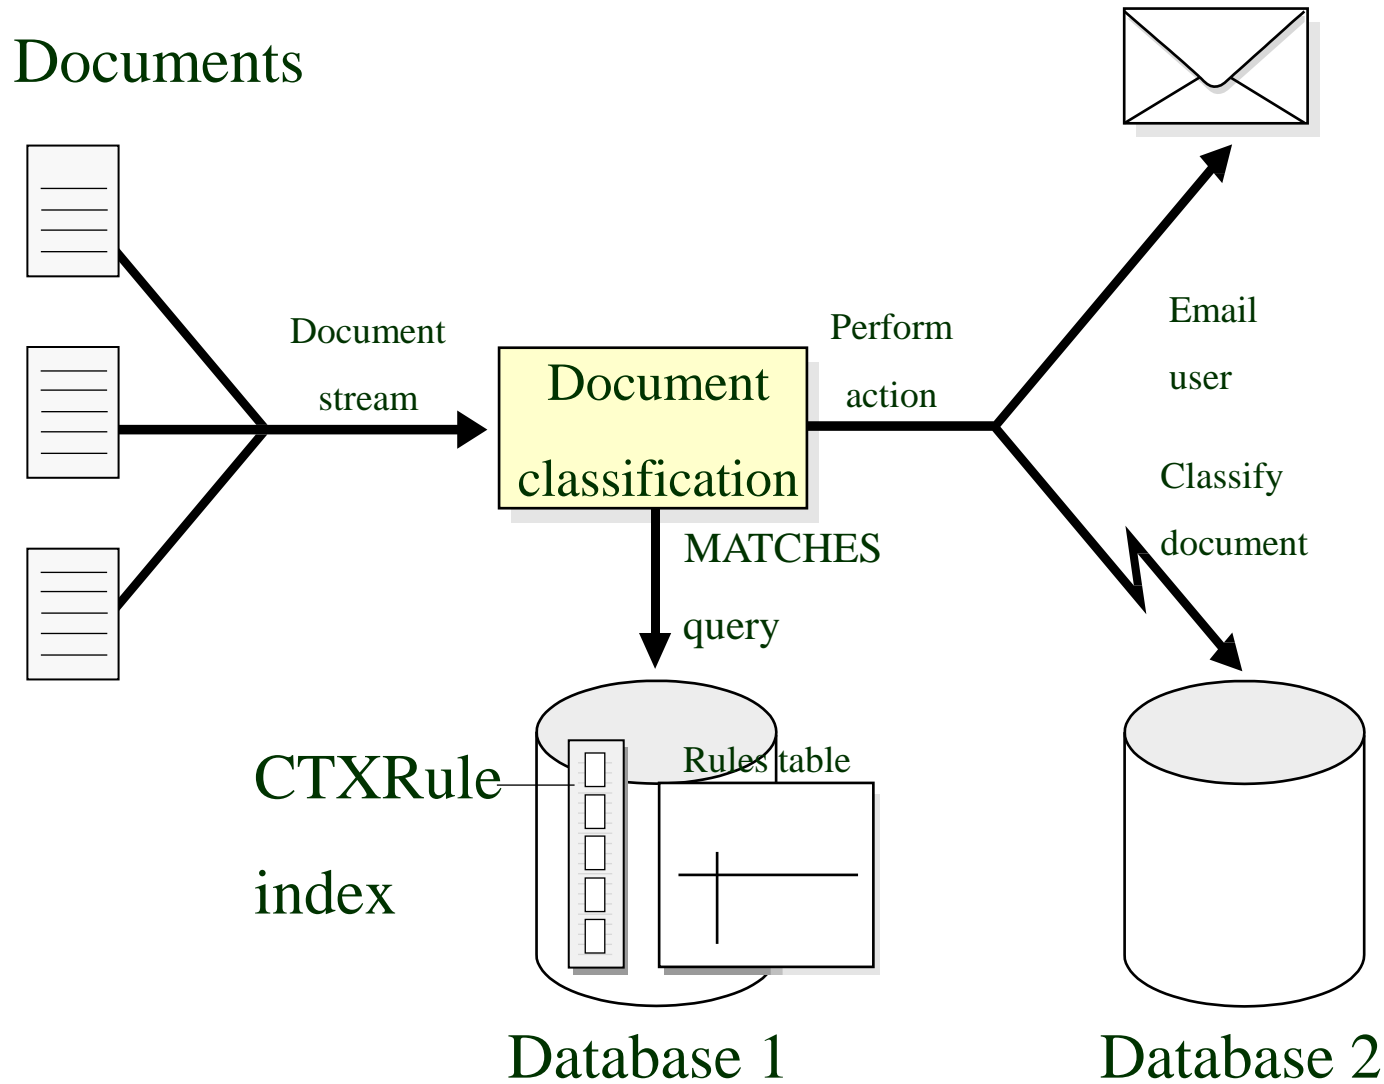 Documents
Document
stream
Document
classification
Perform
action
Email
user
Classify
document
MATCHES
query
CTXRule
index
Rules table
Database 1
Database 2